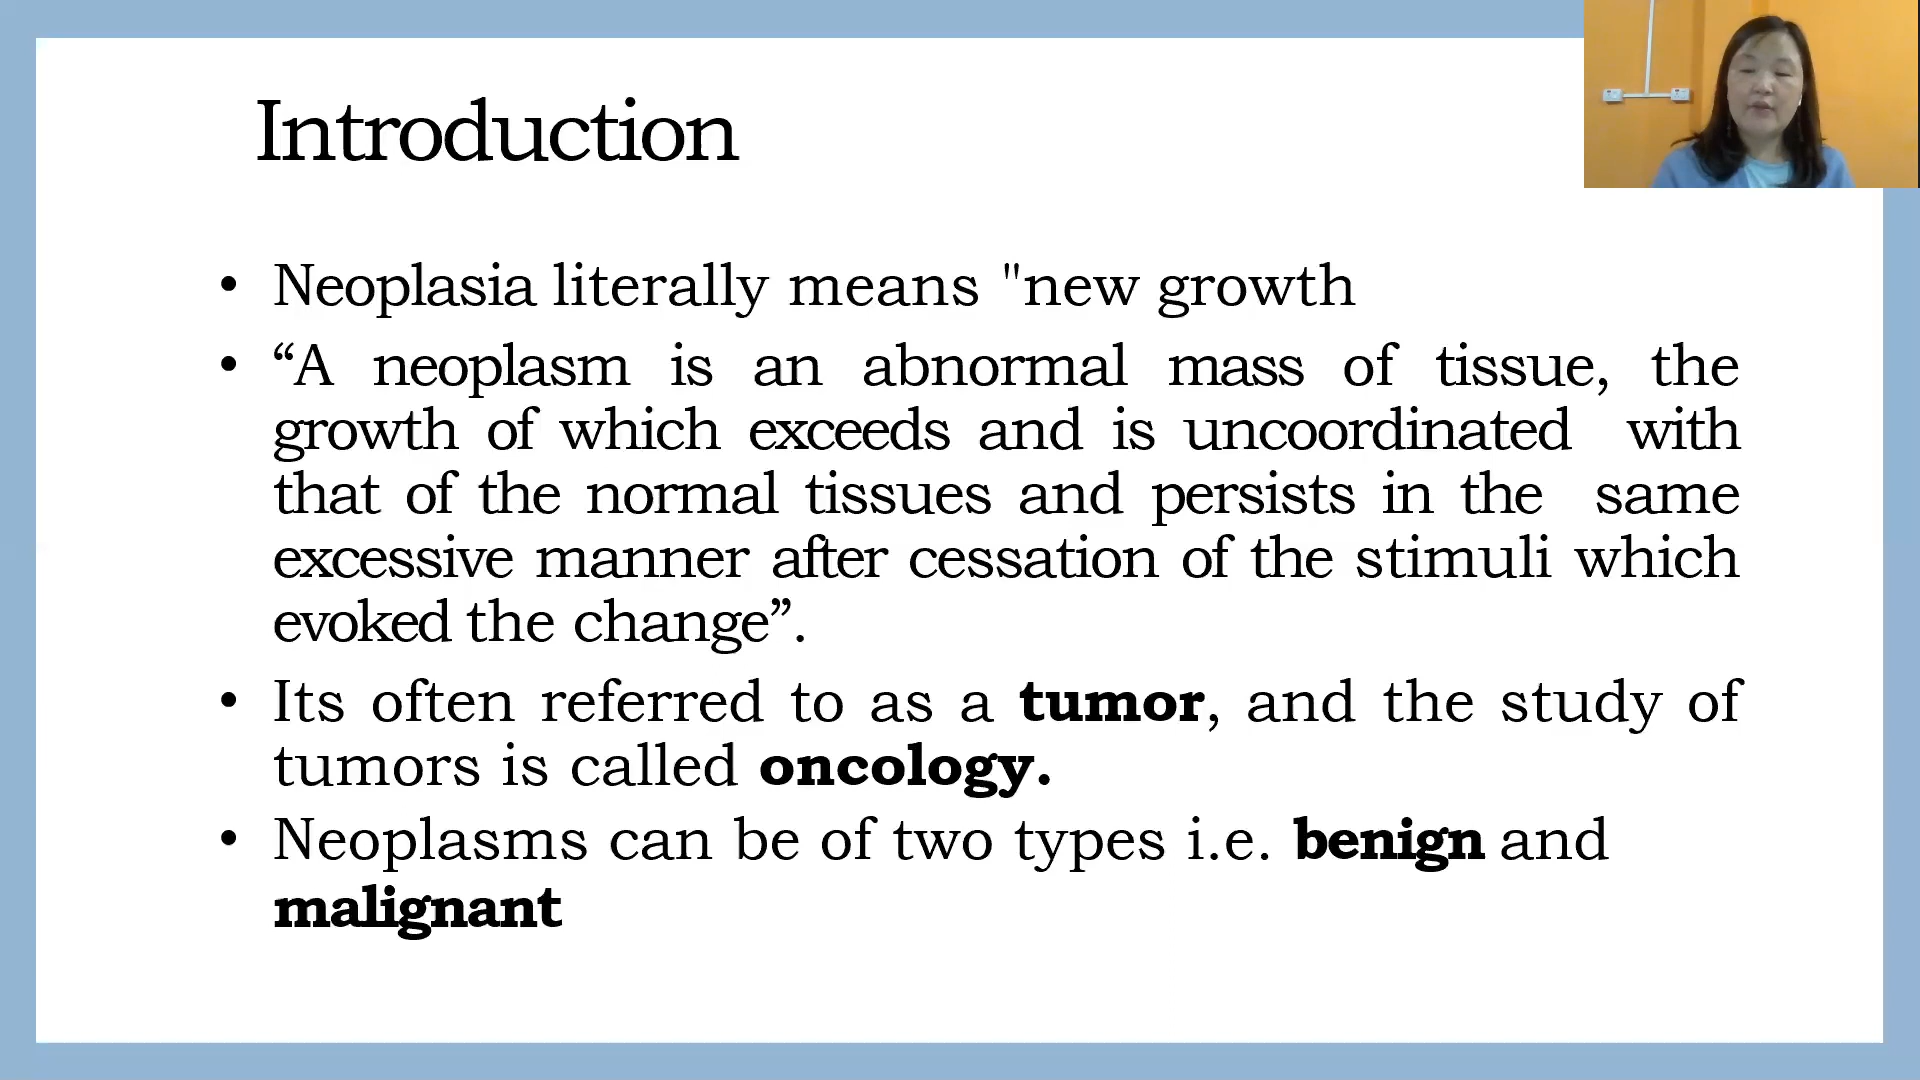 Introduction
• Neoplasia literally means "new growth
• “A neoplasm is an abnormal mass of tissue, the
growth of which exceeds and is uncoordinated with
that of the normal tissues and persists in the same
excessive manner after cessation of the stimuli which
evoked the change”.
• Its often referred to as a tumor, and the study of
tumors is called oncology.
• Neoplasms can be of two types i.e. benign and
malignant